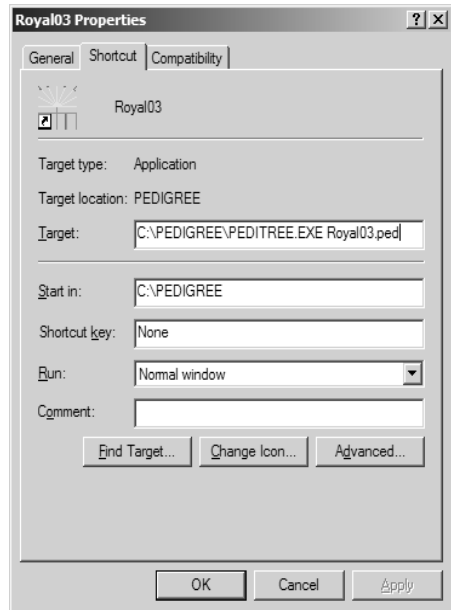 Royal03 Properties
General Shortcut Compatibility
Royal03
Target type: Application
Target location: PEDIGREE
Target: C:\PEDIGREE\PEDITREE.EXE Royal03.ped
Start in: C:\PEDIGREE
Shortcut key: None
Run: Normal window
Comment:
Find Target... Change Icon... Advanced...
OK Cancel Apply